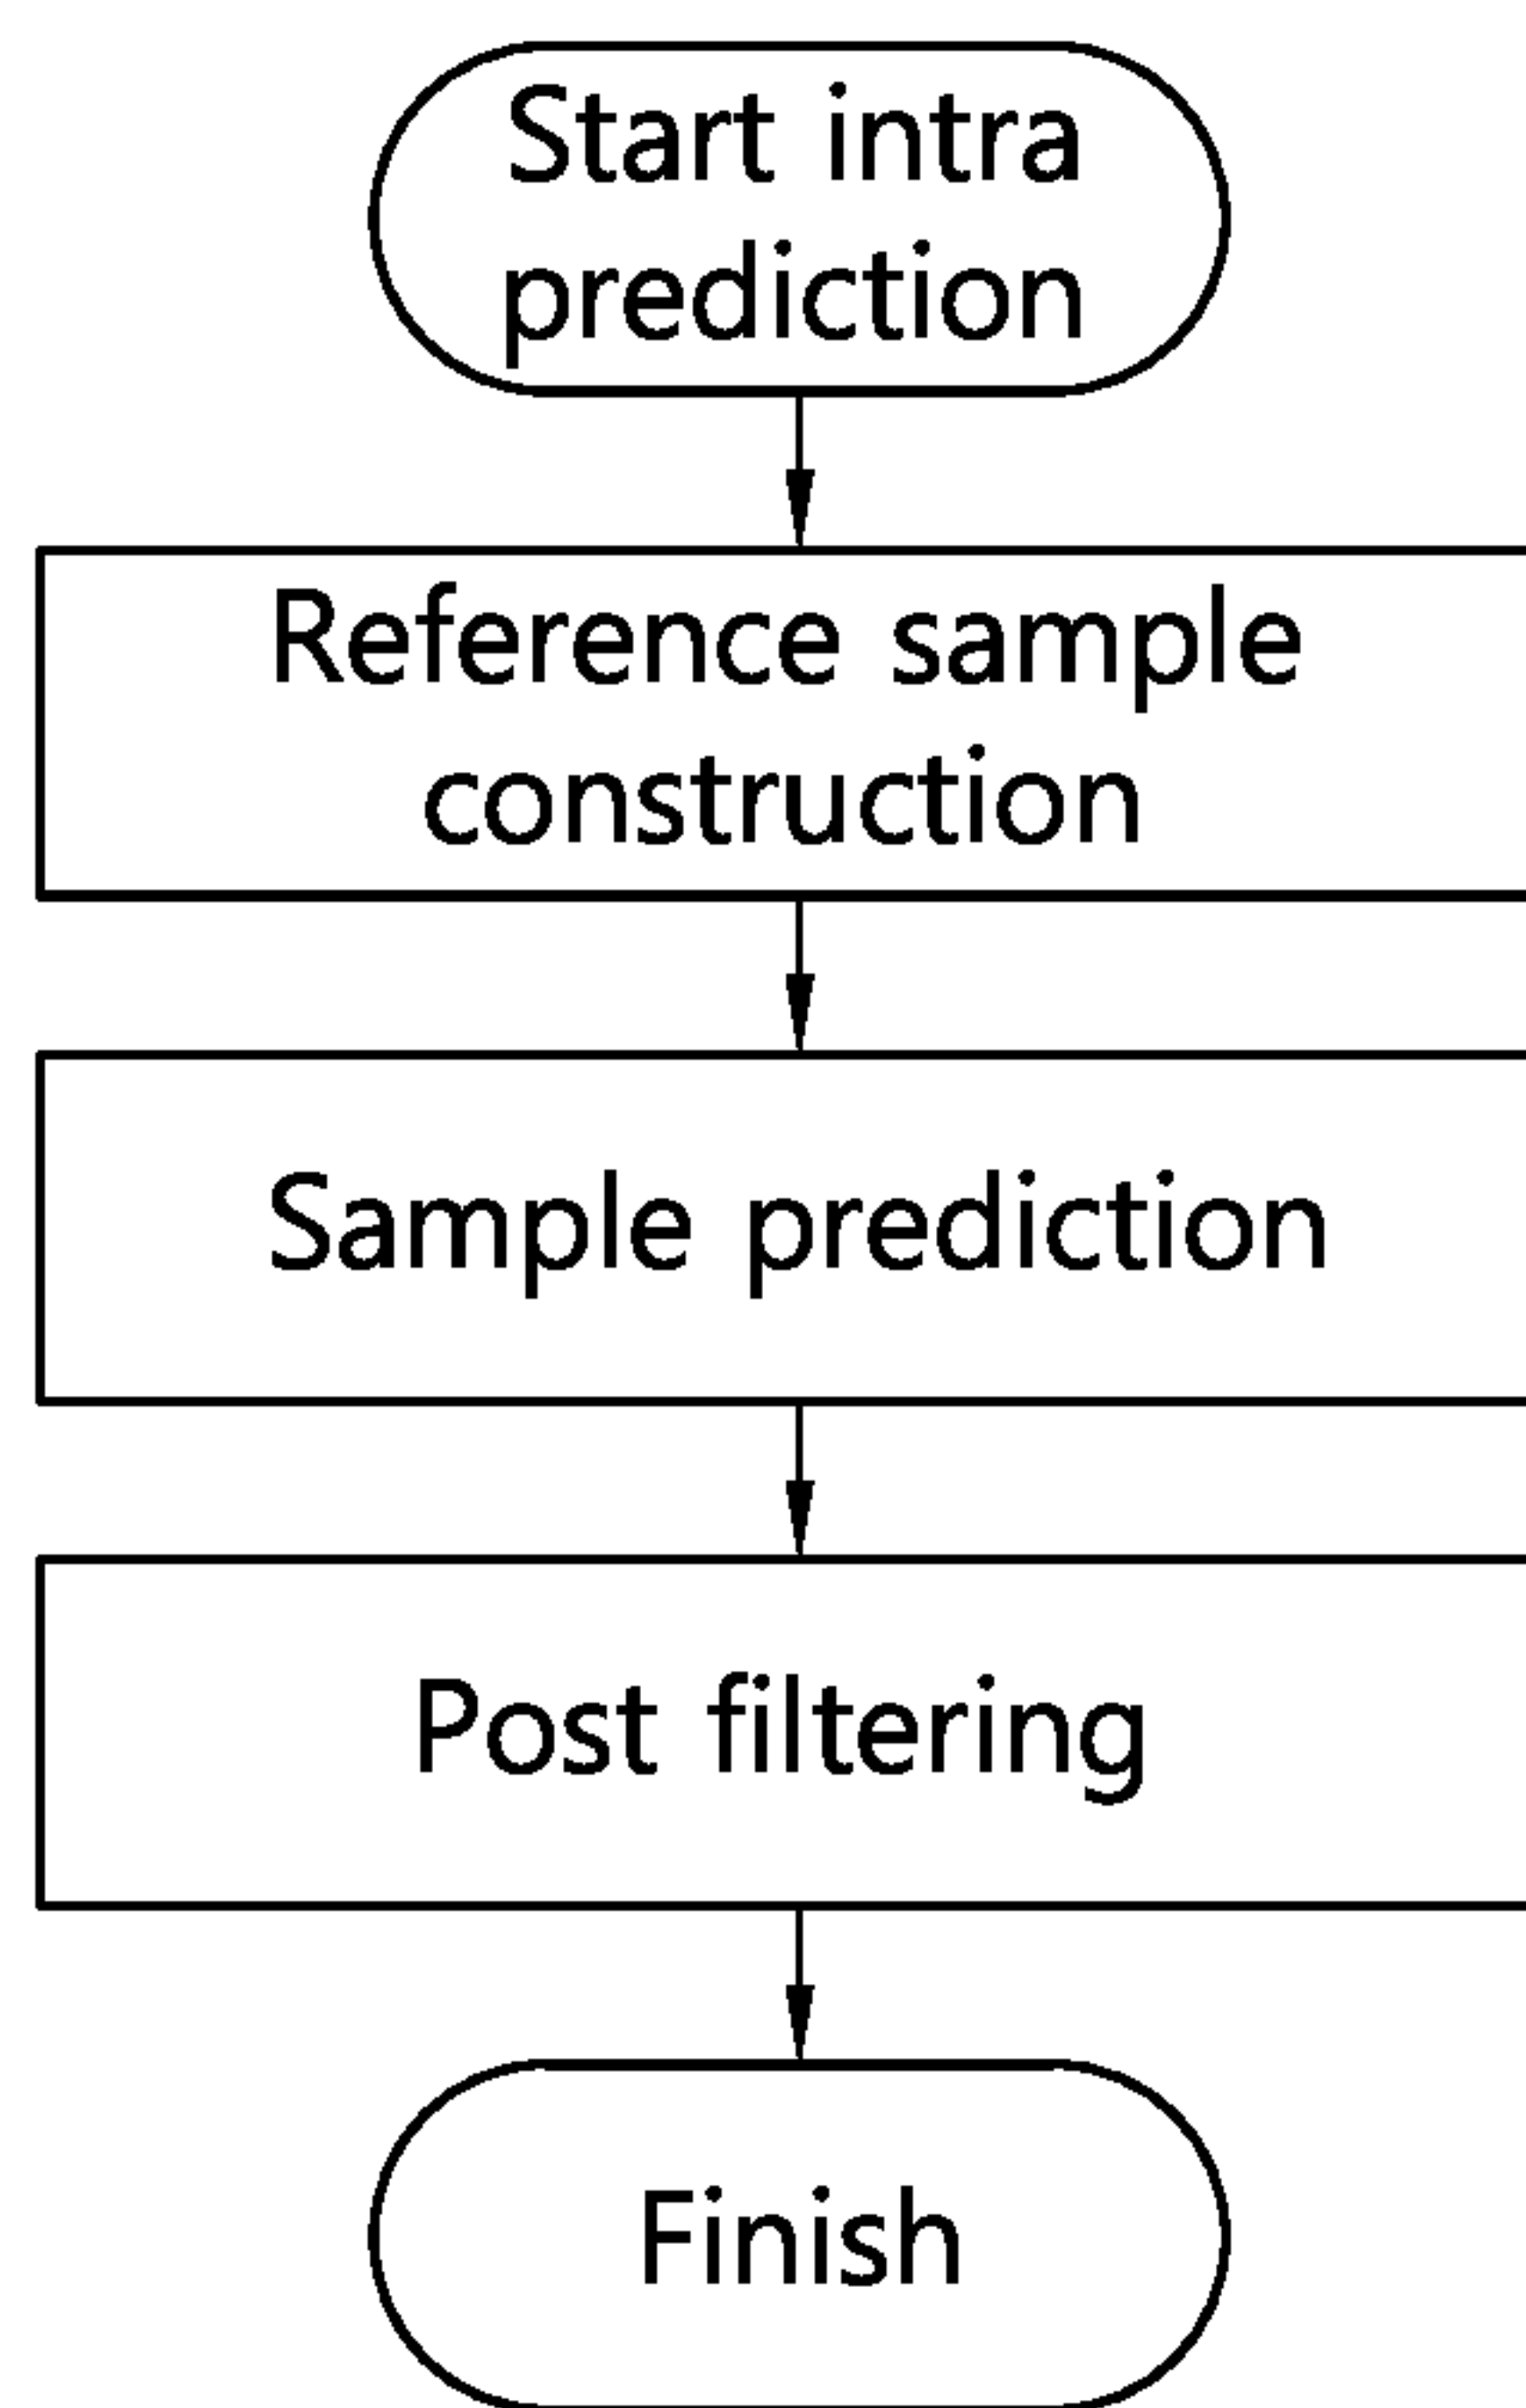 Start intra
prediction
Reference sample
construction
Sample prediction
Post filtering
Finish